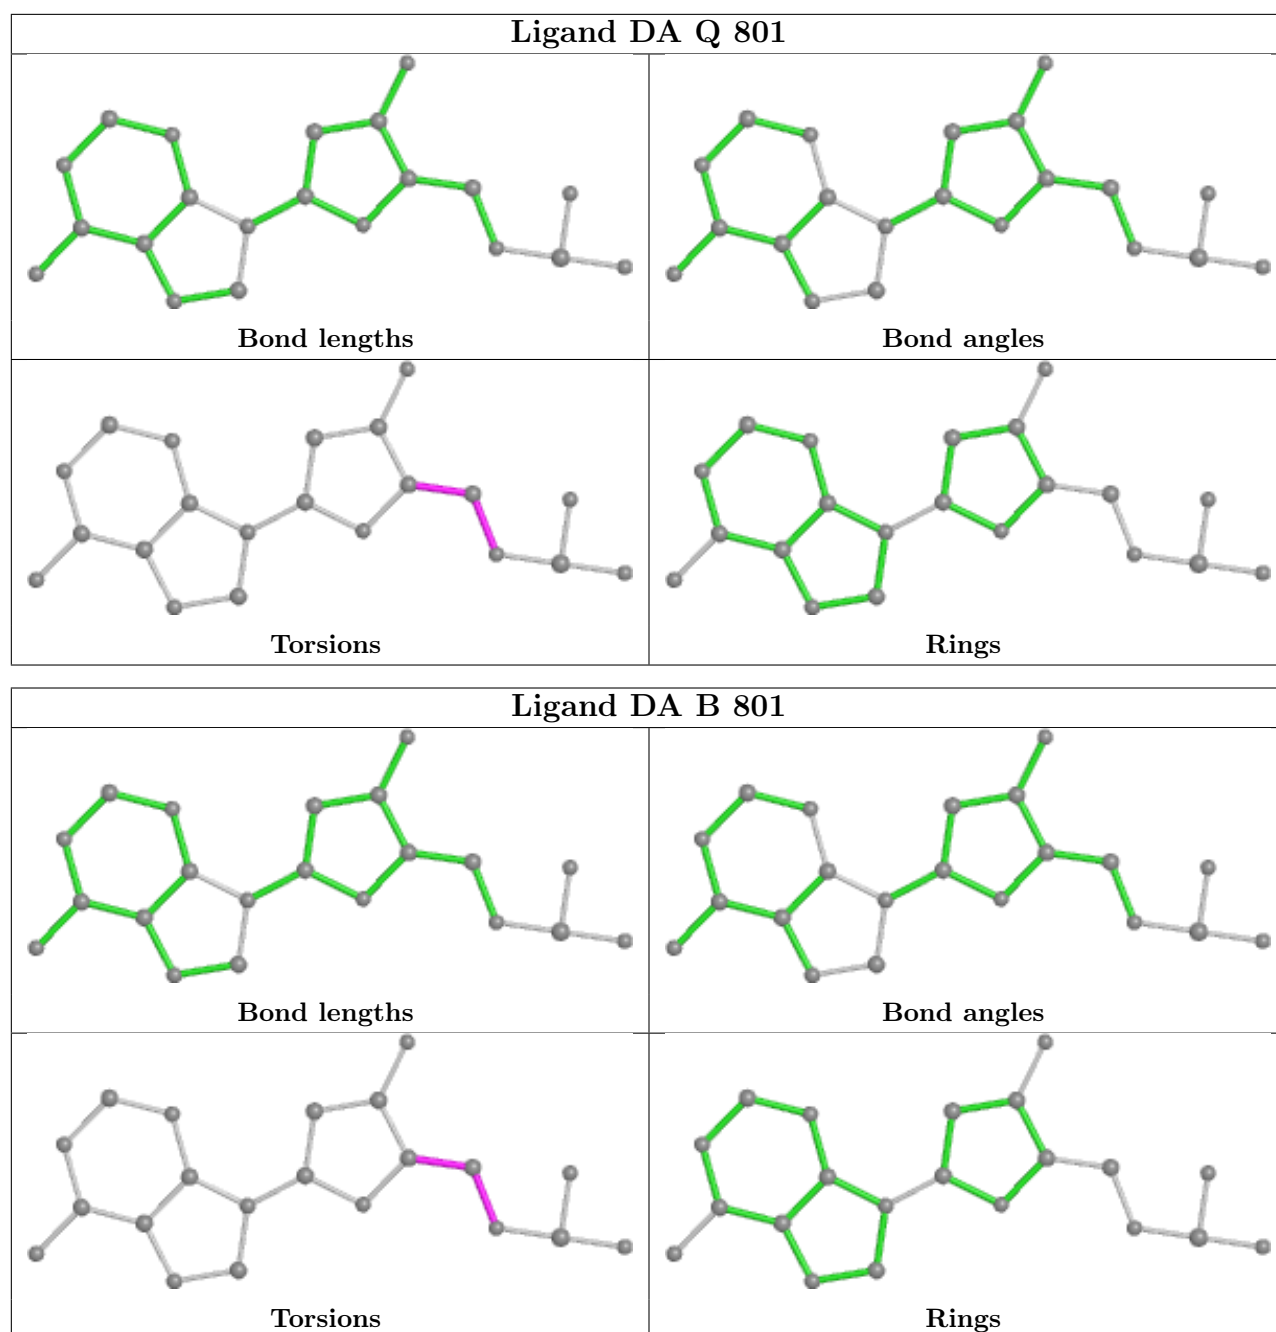 Ligand DA Q 801
Bond lengths
Bond angles
Torsions
Rings
Ligand DA B 801
Bond lengths
Bond angles
Torsions
Rings